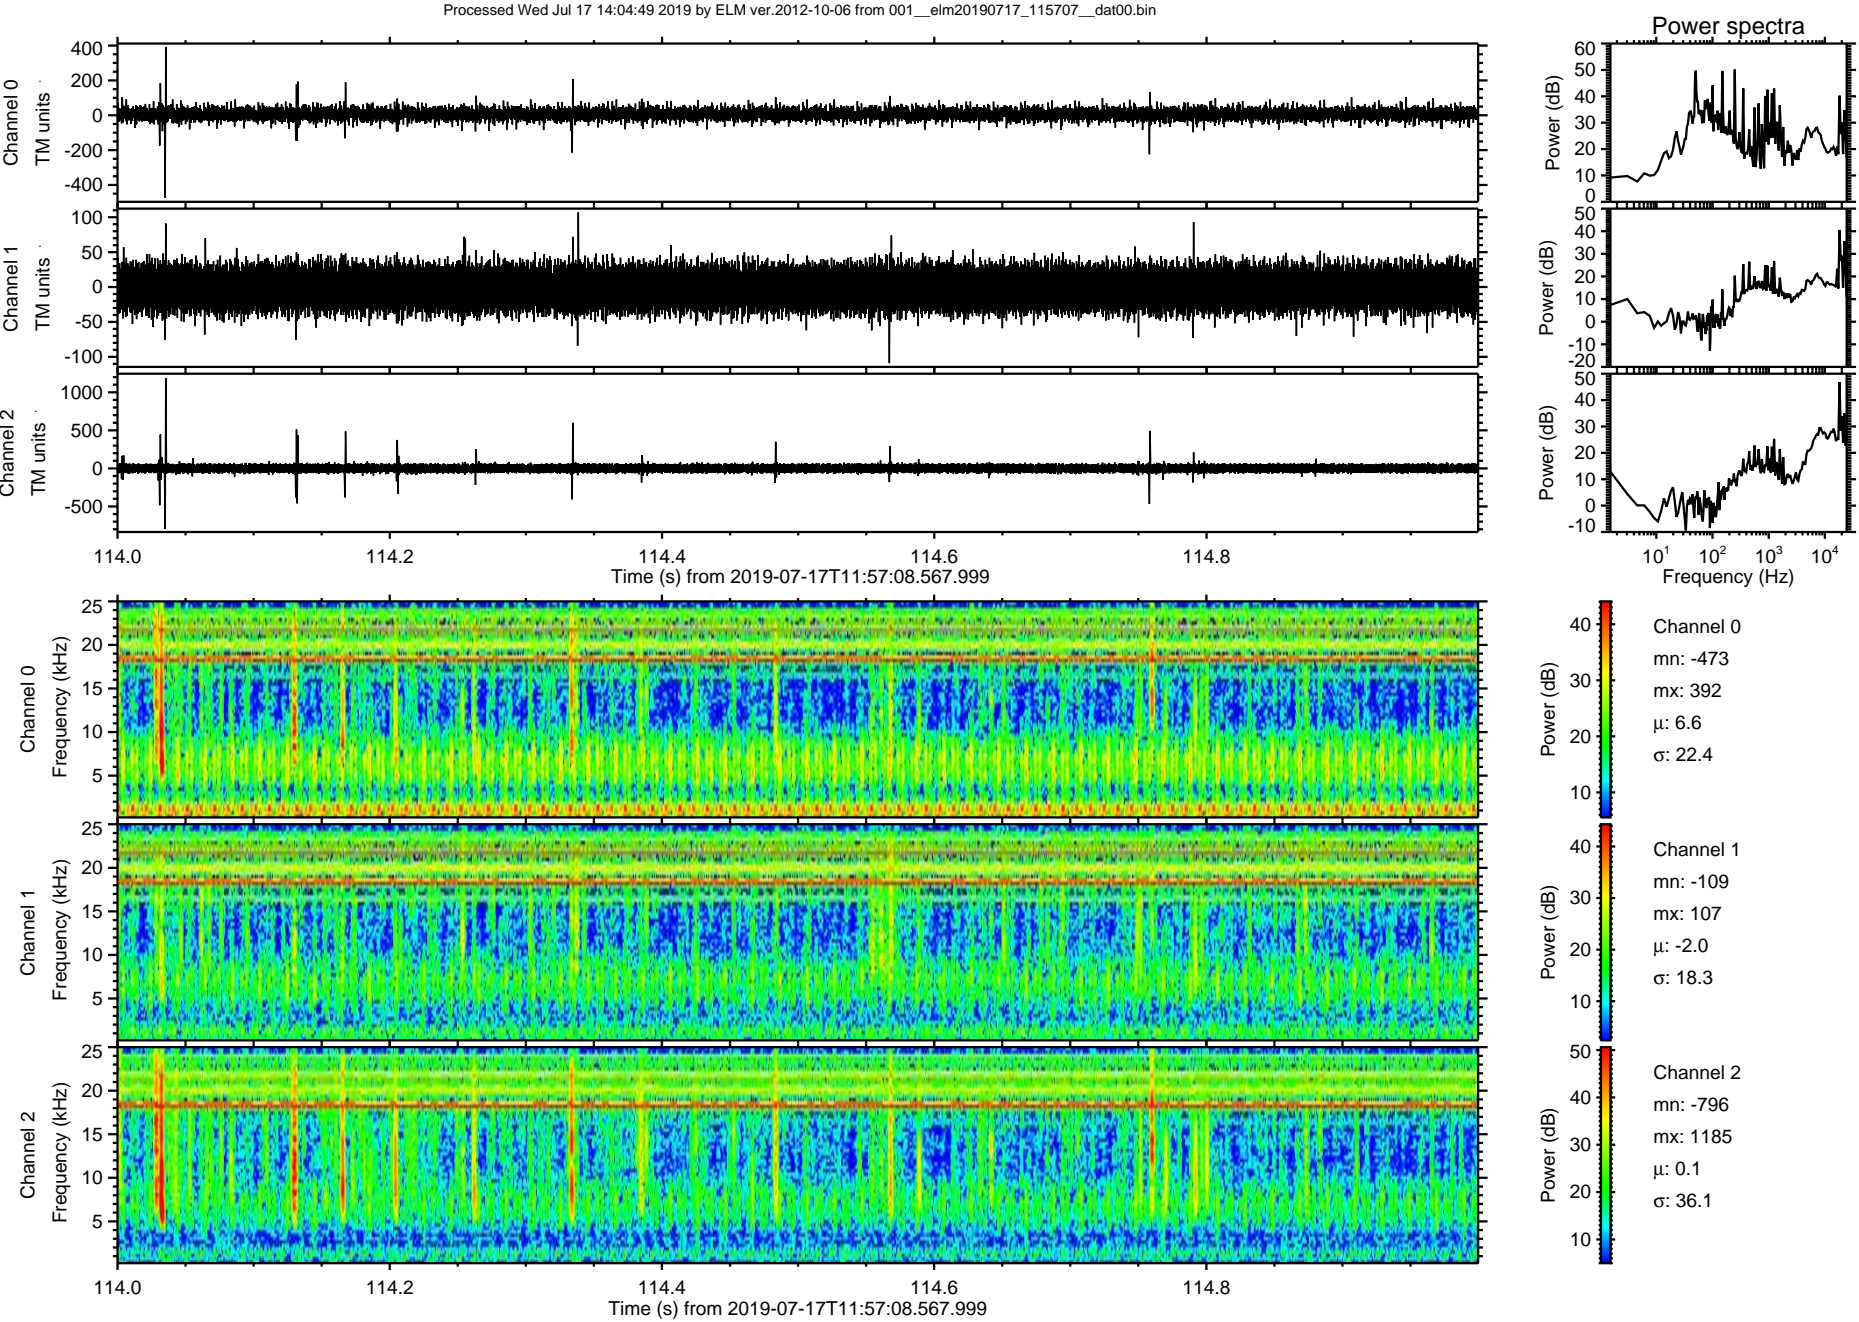 Processed Wed Jul 17 14:04:49 2019 by ELM ver.2012-10-06 from 001__elm20190717_115707__dat00.bin
Power spectra
Channel 0
TM units
400
200
0
-200
-400
Power (dB)
60
50
40
30
20
10
0
Channel 1
TM units
100
50
0
-50
-100
Power (dB)
50
40
30
20
10
0
-10
-20
Channel 2
TM units
1000
500
0
-500
Power (dB)
50
40
30
20
10
0
-10
114.0 114.2 114.4 114.6 114.8
Time (s) from 2019-07-17T11:57:08.567.999
10¹ 10² 10³ 10⁴
Frequency (Hz)
Channel 0
Frequency (kHz)
25
20
15
10
5
Power (dB)
40
30
20
10
Channel 0
mn: -473
mx: 392
μ: 6.6
σ: 22.4
Channel 1
Frequency (kHz)
25
20
15
10
5
Power (dB)
40
30
20
10
Channel 1
mn: -109
mx: 107
μ: -2.0
σ: 18.3
Channel 2
Frequency (kHz)
25
20
15
10
5
Power (dB)
50
40
30
20
10
Channel 2
mn: -796
mx: 1185
μ: 0.1
σ: 36.1
114.0 114.2 114.4 114.6 114.8
Time (s) from 2019-07-17T11:57:08.567.999